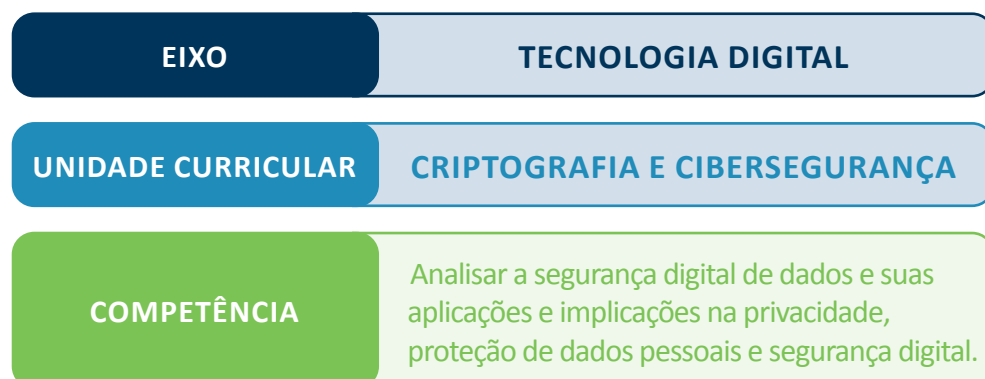 EIXO
TECNOLOGIA DIGITAL
UNIDADE CURRICULAR
CRIPTOGRAFIA E CIBERSEGURANÇA
COMPETÊNCIA
Analisar a segurança digital de dados e suas
aplicações e implicações na privacidade,
proteção de dados pessoais e segurança digital.